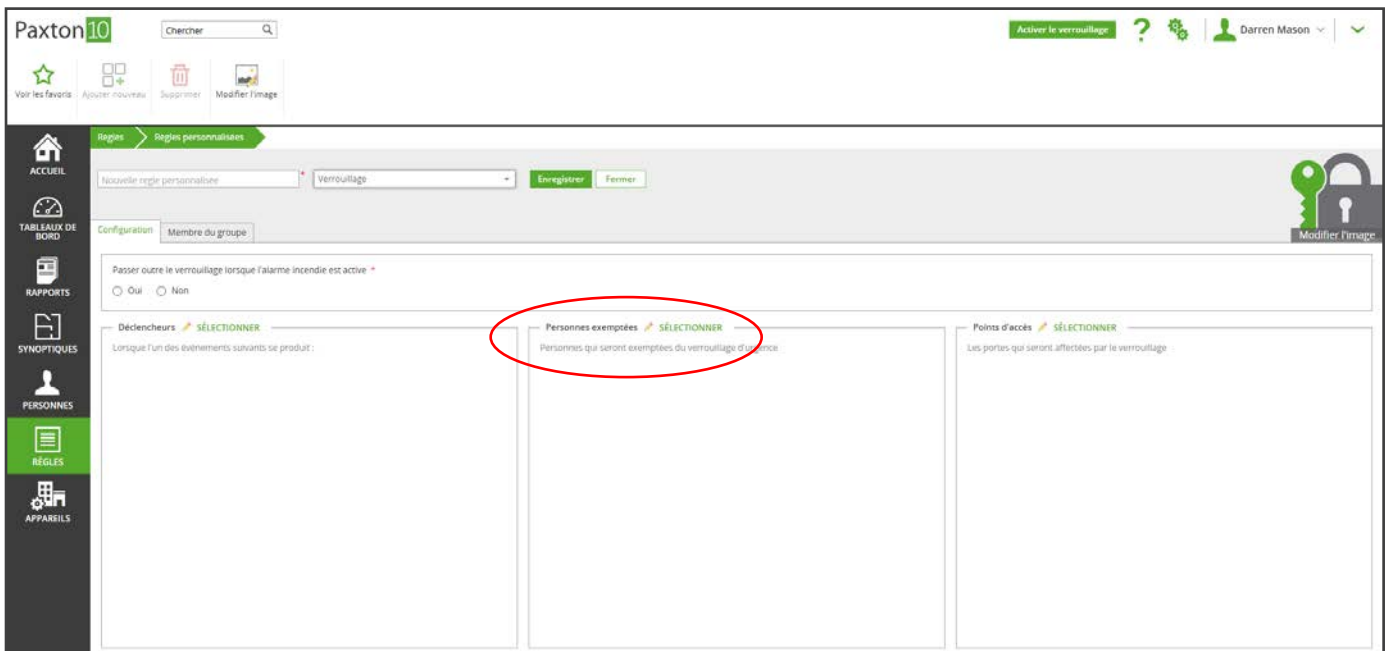 Paxton10
Chercher
Activer le verrouillage
?
Darren Mason
Voir les favoris
Ajouter nouveau
Supprimer
Modifier l'image
ACCUEIL
TABLEAUX DE
BORD
RAPPORTS
SYNOPTIQUES
PERSONNES
RÈGLES
APPAREILS
Règles
Règles personnalisées
Nouvelle règle personnalisée
*
Verrouillage
Enregistrer
Fermer
Modifier l'image
Configuration
Membre du groupe
Passer outre le verrouillage lorsque l'alarme incendie est active *
Oui
Non
Déclencheurs SÉLECTIONNER
Lorsque l'un des événements suivants se produit :
Personnes exemptées SÉLECTIONNER
Personnes qui seront exemptées du verrouillage d'urgence
Points d'accès SÉLECTIONNER
Les portes qui seront affectées par le verrouillage